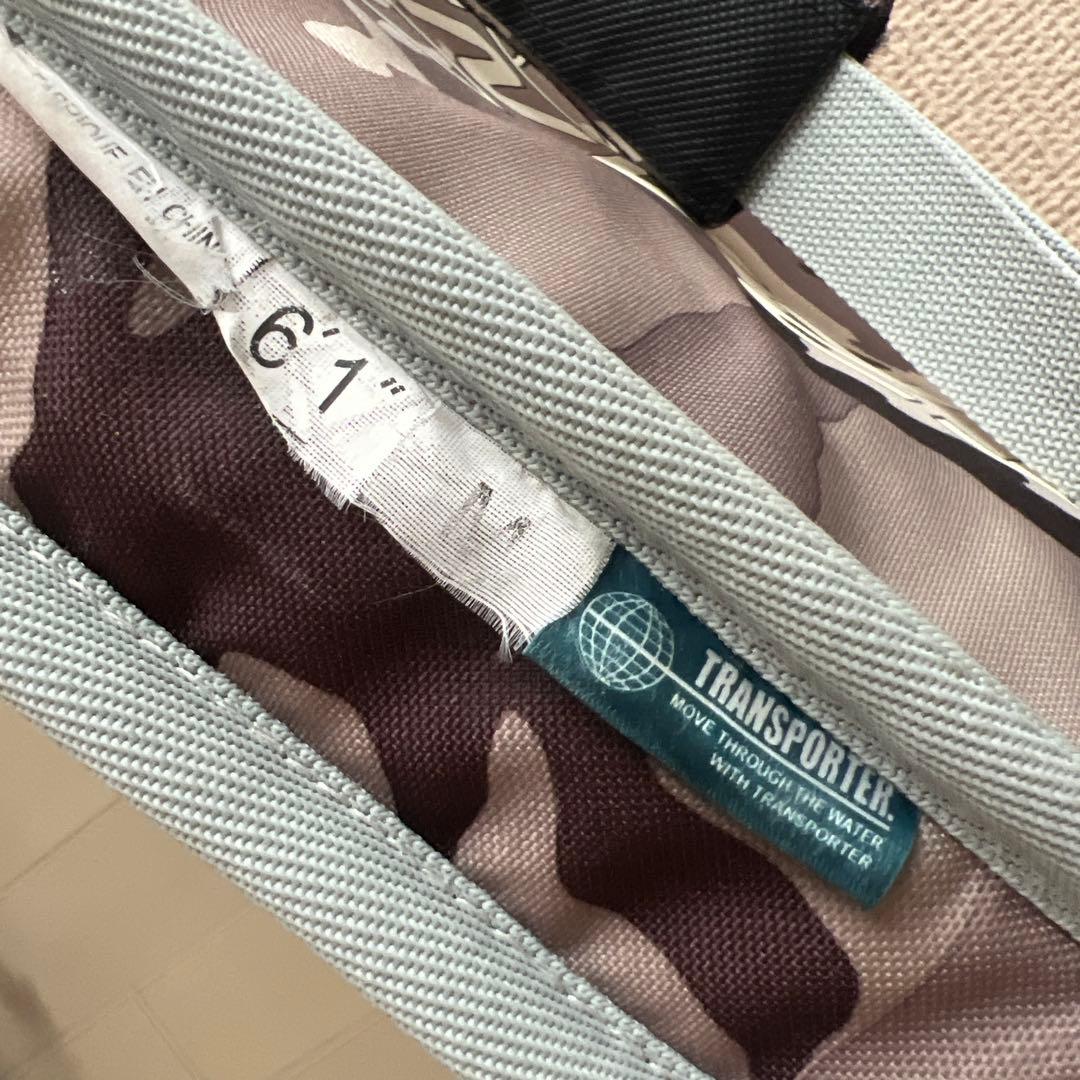 6'1"
TRANSPORTER.
MOVE THROUGH THE WATER
WITH TRANSPORTER